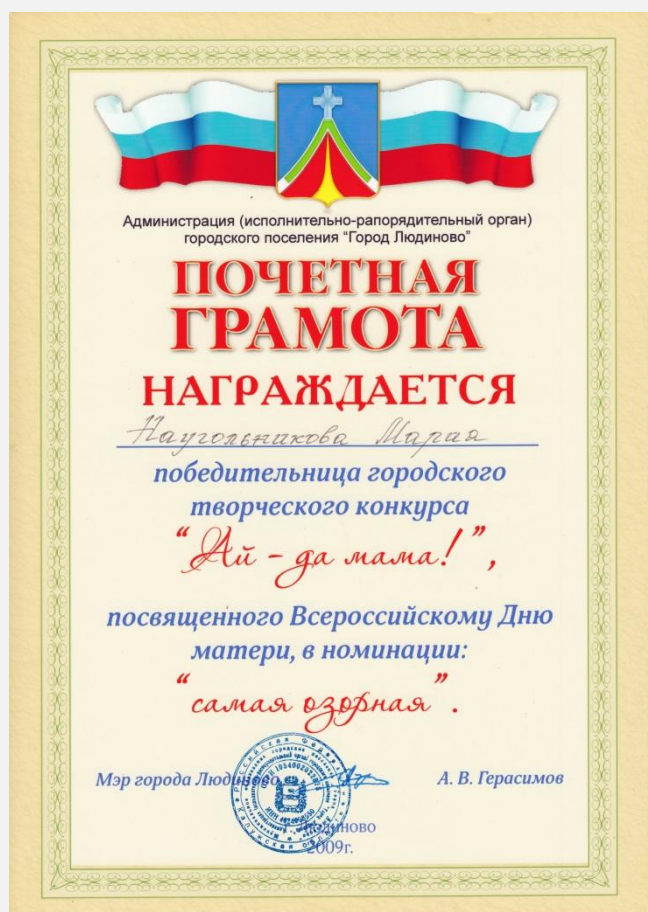 Администрация (исполнительно-рапорядительный орган)
городского поселения “Город Людиново”
ПОЧЕТНАЯ
ГРАМОТА
НАГРАЖДАЕТСЯ
Наугольникова Мария
победительница городского
творческого конкурса
“Ай - да мама!”,
посвященного Всероссийскому Дню
матери, в номинации:
“самая озорная”.
Мэр города Людиново А. В. Герасимов
Людиново
2009г.